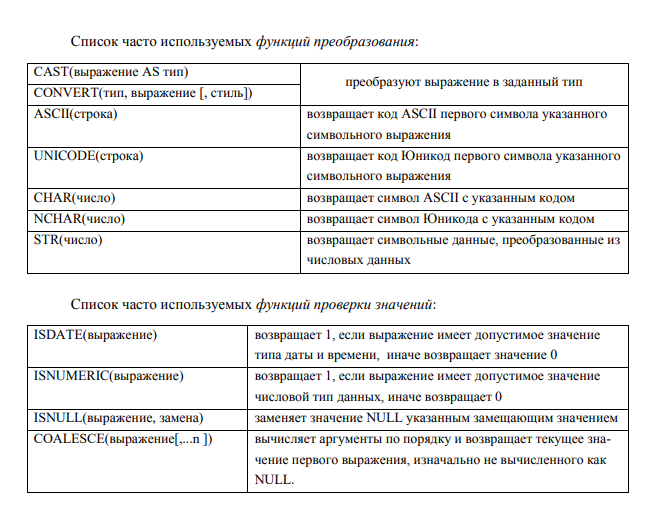 Список часто используемых функций преобразования:
CAST(выражение AS тип)
CONVERT(тип, выражение [, стиль])
преобразуют выражение в заданный тип
ASCII(строка)
возвращает код ASCII первого символа указанного
символьного выражения
UNICODE(строка)
возвращает код Юникод первого символа указанного
символьного выражения
CHAR(число)
возвращает символ ASCII с указанным кодом
NCHAR(число)
возвращает символ Юникода с указанным кодом
STR(число)
возвращает символьные данные, преобразованные из
числовых данных
Список часто используемых функций проверки значений:
ISDATE(выражение)
возвращает 1, если выражение имеет допустимое значение
типа даты и времени, иначе возвращает значение 0
ISNUMERIC(выражение)
возвращает 1, если выражение имеет допустимое значение
числовой тип данных, иначе возвращает 0
ISNULL(выражение, замена)
заменяет значение NULL указанным замещающим значением
COALESCE(выражение[,...n ])
вычисляет аргументы по порядку и возвращает текущее зна-
чение первого выражения, изначально не вычисленного как
NULL.